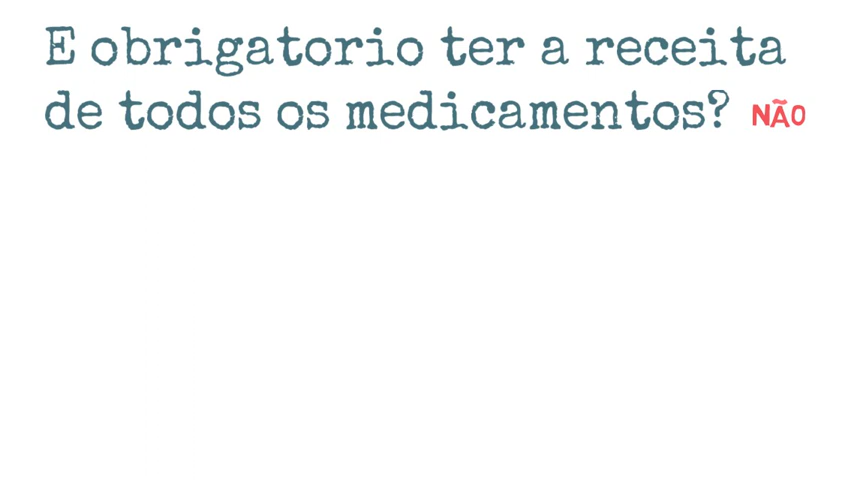 E obrigatorio ter a receita
de todos os medicamentos? NÃO